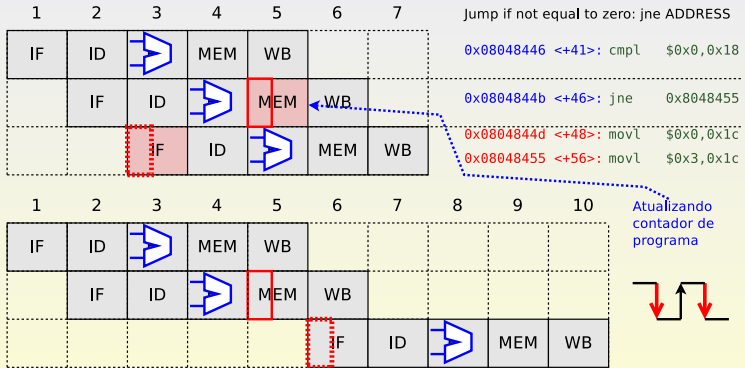 1 2 3 4 5 6 7 Jump if not equal to zero: jne ADDRESS
IF ID MEM WB 0x08048446 <+41>: cmpl $0x0,0x18
IF ID MEM WB 0x0804844b <+46>: jne 0x8048455
0x0804844d <+48>: movl $0x0,0x1c
IF ID MEM WB 0x08048455 <+56>: movl $0x3,0x1c
1 2 3 4 5 6 7 8 9 10
Atualizando
contador de
programa
IF ID MEM WB
IF ID MEM WB
IF ID MEM WB